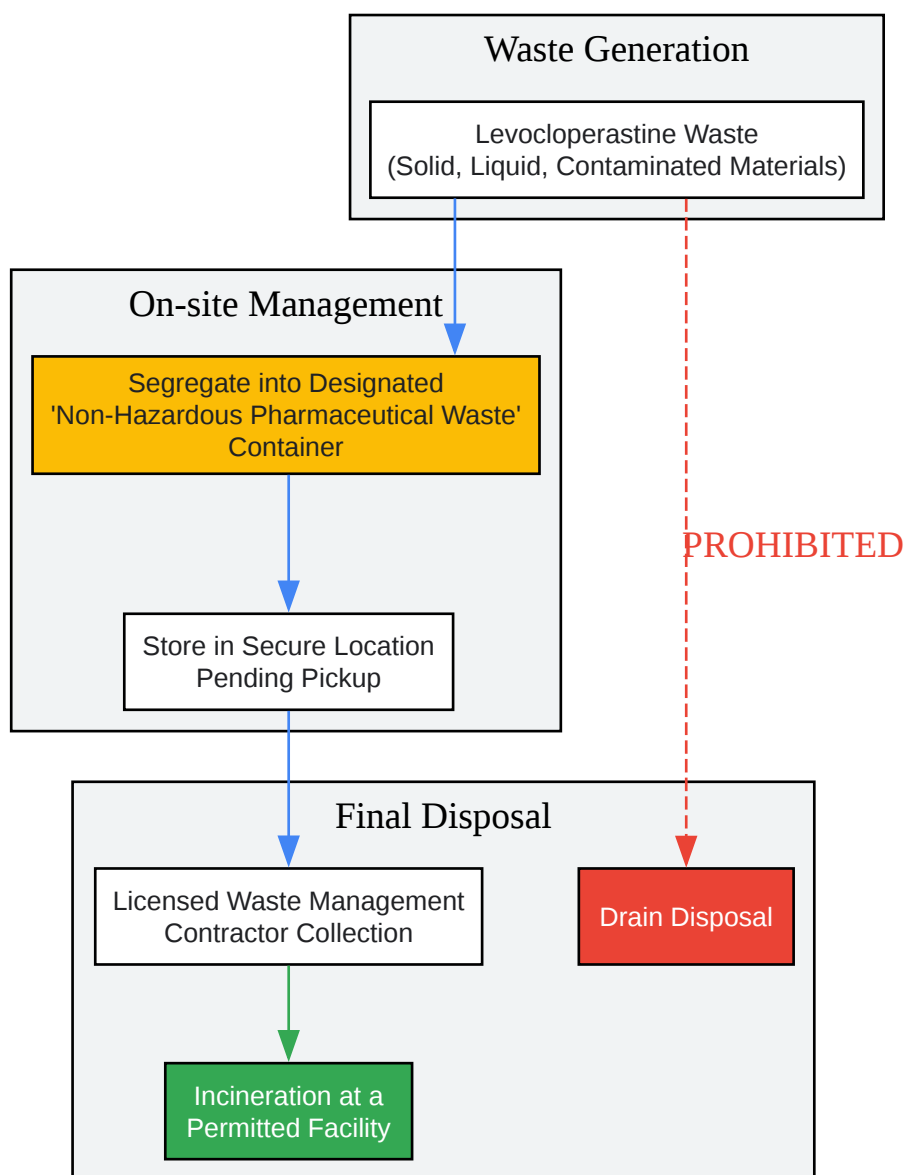 Waste Generation
Levocloperastine Waste
(Solid, Liquid, Contaminated Materials)
On-site Management
Segregate into Designated
'Non-Hazardous Pharmaceutical Waste'
Container
PROHIBITED
Store in Secure Location
Pending Pickup
Final Disposal
Licensed Waste Management
Contractor Collection
Drain Disposal
Incineration at a
Permitted Facility